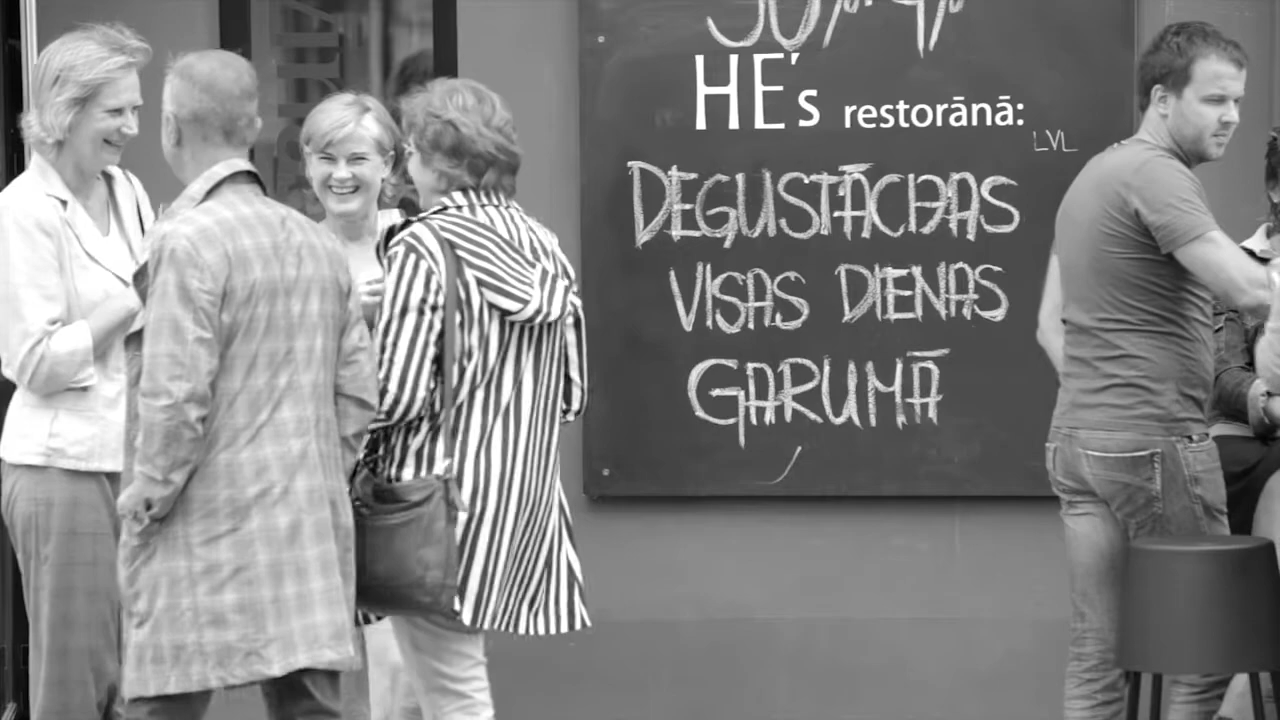 HE's restorānā:
LVL
DEGUSTĀCIJAS
VISAS DIENAS
GARUMĀ